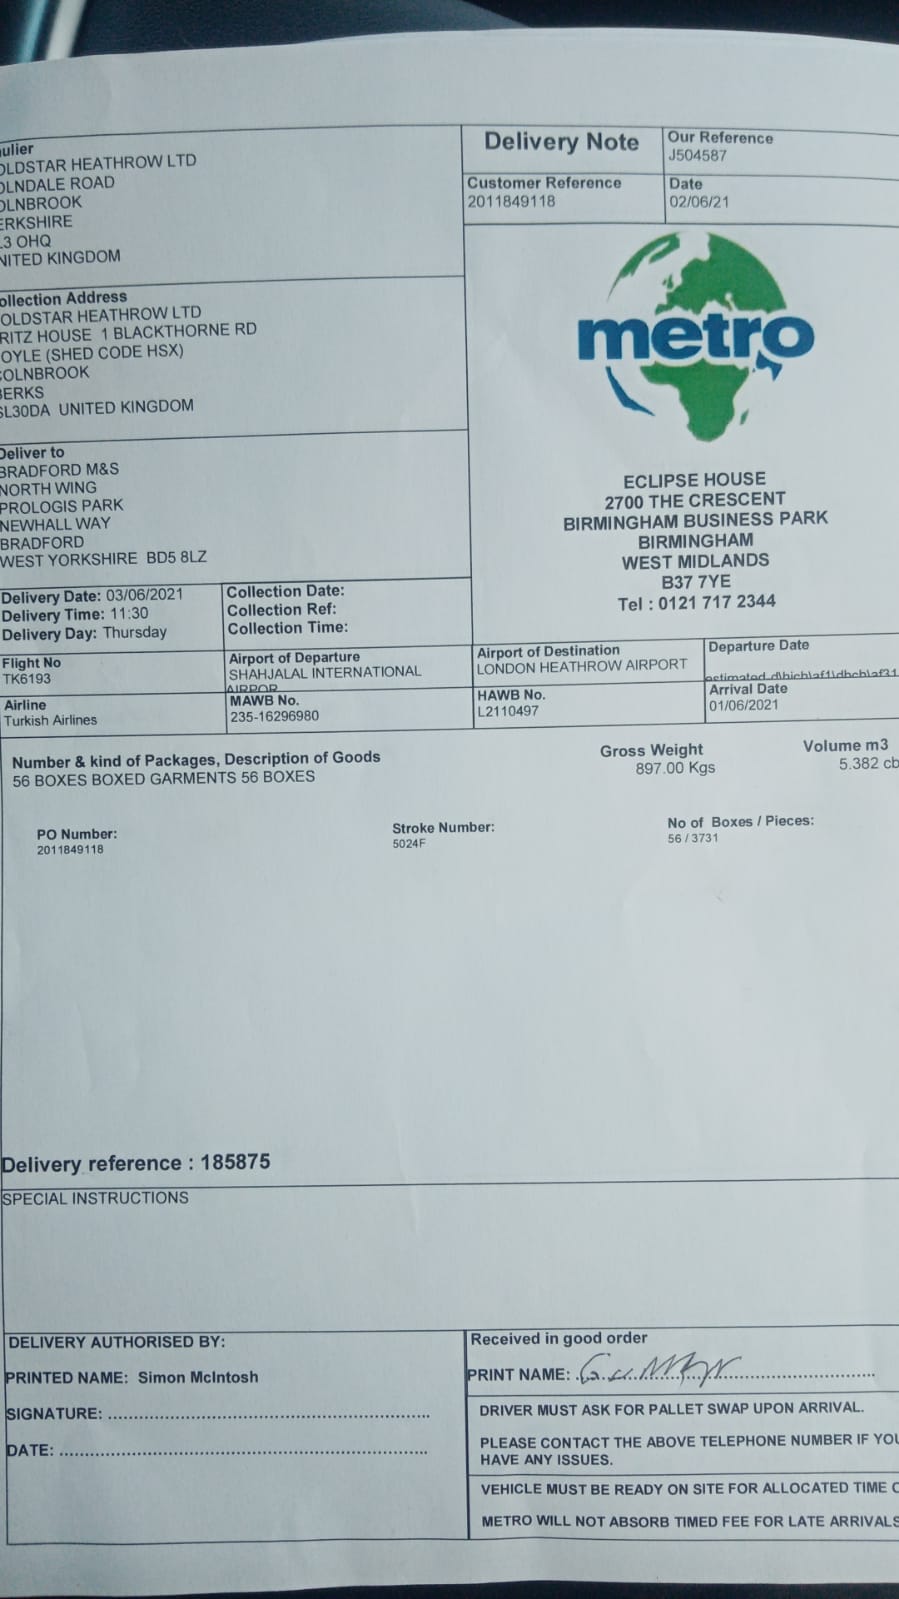 ulier
OLDSTAR HEATHROW LTD
OLNDALE ROAD
OLNBROOK
ERKSHIRE
L3 OHQ
NITED KINGDOM
Delivery Note
Our Reference
J504587
Customer Reference
2011849118
Date
02/06/21
ollection Address
OLDSTAR HEATHROW LTD
RITZ HOUSE 1 BLACKTHORNE RD
OYLE (SHED CODE HSX)
COLNBROOK
BERKS
SL30DA UNITED KINGDOM
metro
Deliver to
BRADFORD M&S
NORTH WING
PROLOGIS PARK
NEWHALL WAY
BRADFORD
WEST YORKSHIRE BD5 8LZ
ECLIPSE HOUSE
2700 THE CRESCENT
BIRMINGHAM BUSINESS PARK
BIRMINGHAM
WEST MIDLANDS
B37 7YE
Tel : 0121 717 2344
Delivery Date: 03/06/2021
Delivery Time: 11:30
Delivery Day: Thursday
Collection Date:
Collection Ref:
Collection Time:
Flight No
TK6193
Airport of Departure
SHAHJALAL INTERNATIONAL
AIRPOR
Airport of Destination
LONDON HEATHROW AIRPORT
Departure Date
estimated_d\hich\af1\dbch\af31
Airline
Turkish Airlines
MAWB No.
235-16296980
HAWB No.
L2110497
Arrival Date
01/06/2021
Number & kind of Packages, Description of Goods
56 BOXES BOXED GARMENTS 56 BOXES
Gross Weight
897.00 Kgs
Volume m3
5.382 cb
PO Number:
2011849118
Stroke Number:
5024F
No of Boxes / Pieces:
56 / 3731
Delivery reference : 185875
SPECIAL INSTRUCTIONS
DELIVERY AUTHORISED BY:
PRINTED NAME: Simon McIntosh
SIGNATURE:
DATE:
Received in good order
PRINT NAME:
DRIVER MUST ASK FOR PALLET SWAP UPON ARRIVAL.
PLEASE CONTACT THE ABOVE TELEPHONE NUMBER IF YOU
HAVE ANY ISSUES.
VEHICLE MUST BE READY ON SITE FOR ALLOCATED TIME O
METRO WILL NOT ABSORB TIMED FEE FOR LATE ARRIVALS